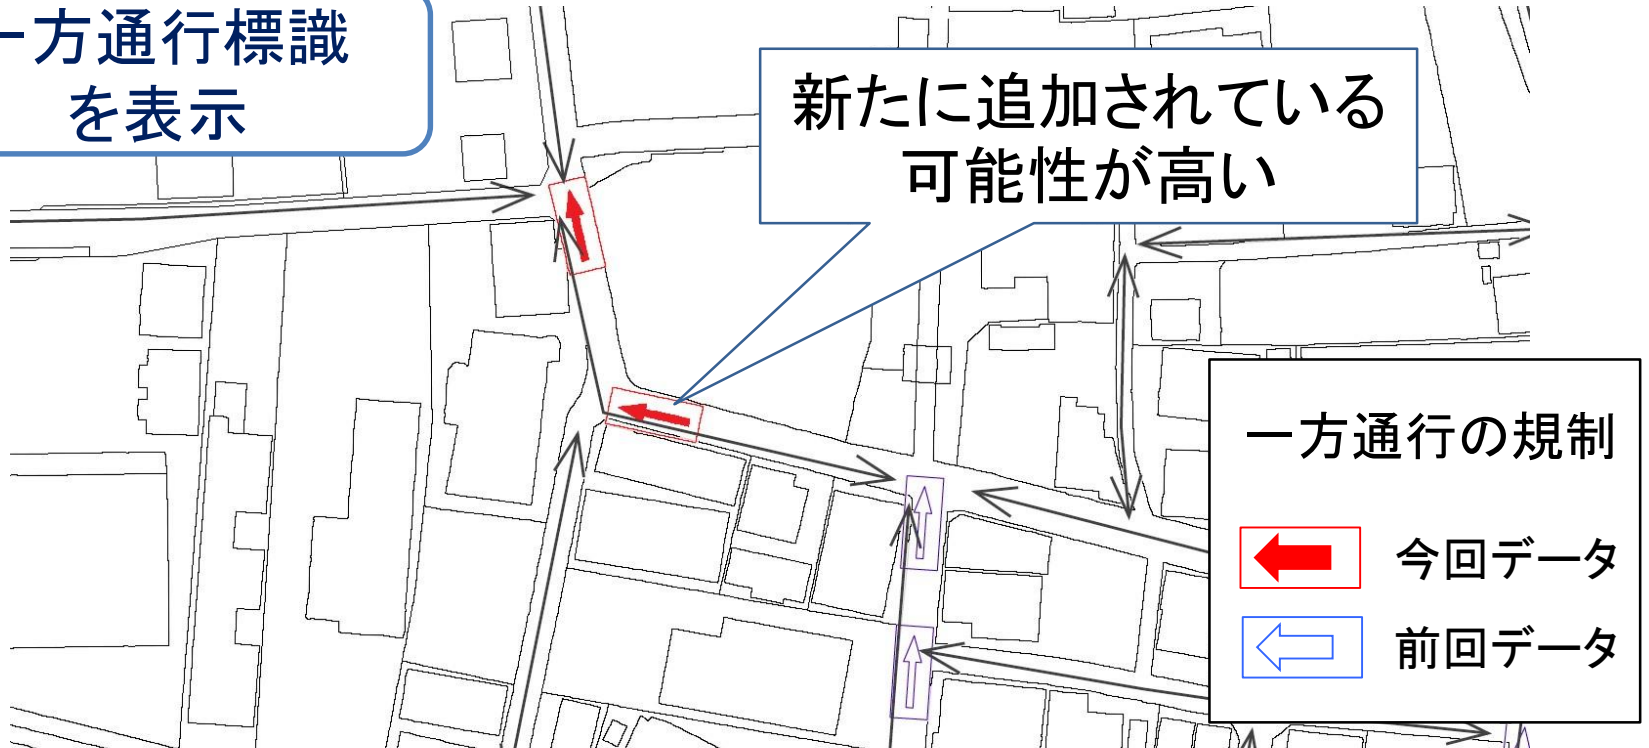 一方通行標識
を表示
新たに追加されている
可能性が高い
一方通行の規制
今回データ
前回データ